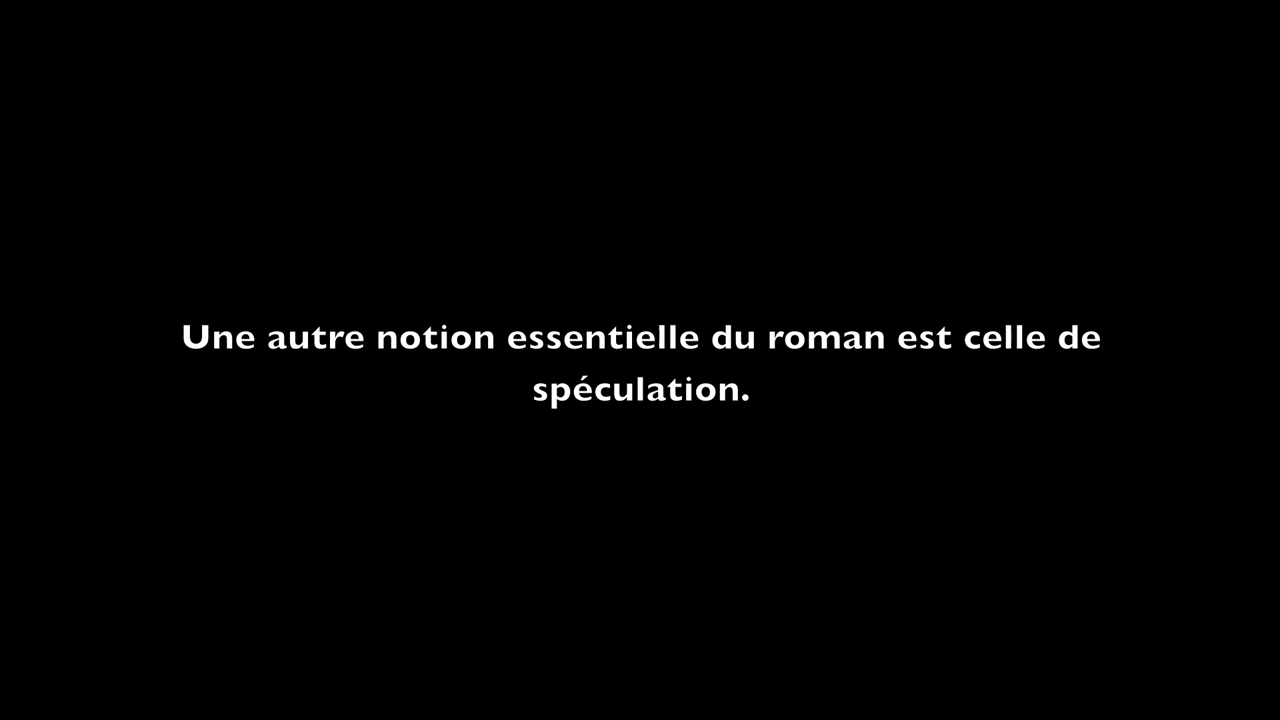 Une autre notion essentielle du roman est celle de
spéculation.